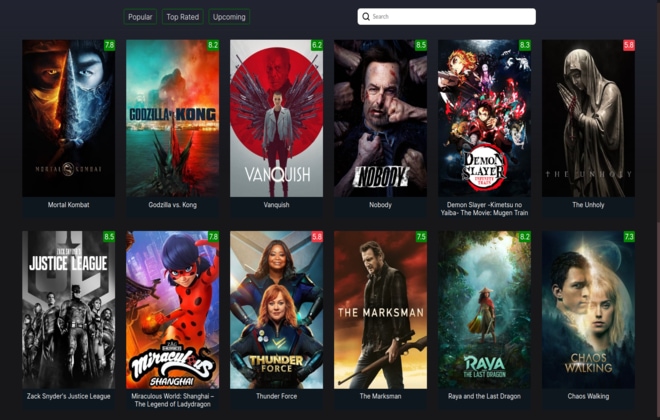 Popular Top Rated Upcoming Search
7.8 8.2 6.2 8.5 8.3 5.8
MORTAL KOMBAT
GODZILLA VS. KONG
VANQUISH
NOBODY
DEMON
SLAYER
MUGEN TRAIN
THE UNHOLY
Mortal Kombat
Godzilla vs. Kong
Vanquish
Nobody
Demon Slayer -Kimetsu no
Yaiba- The Movie: Mugen Train
The Unholy
8.5 7.8 5.8 7.5 8.2 7.3
ZACK SNYDER'S
JUSTICE LEAGUE
Miraculous
SHANGHAI
THUNDER
FORCE
THE MARKSMAN
RAYA
AND THE LAST DRAGON
CHAOS
WALKING
Zack Snyder's Justice League
Miraculous World: Shanghai –
The Legend of Ladydragon
Thunder Force
The Marksman
Raya and the Last Dragon
Chaos Walking